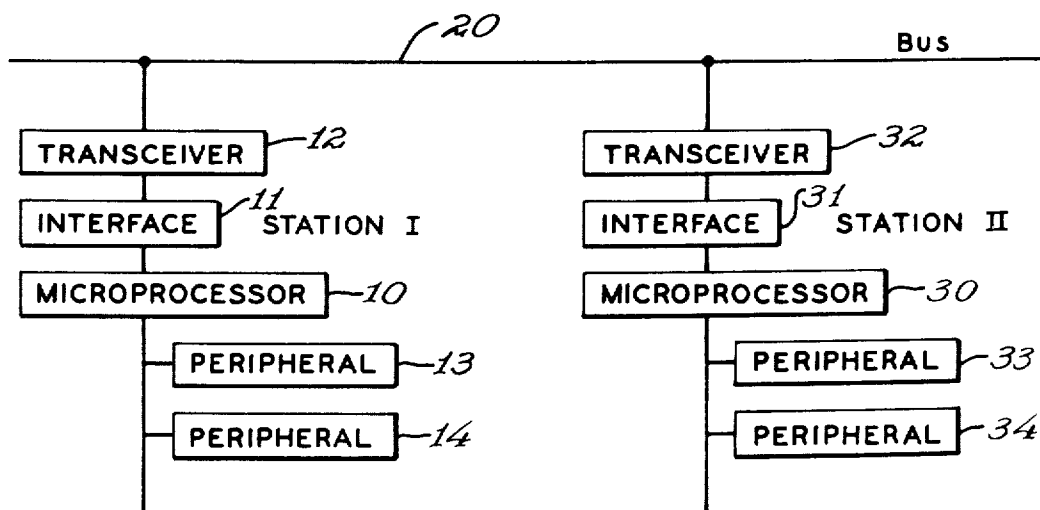 20
Bus
TRANSCEIVER 12
INTERFACE 11 STATION I
MICROPROCESSOR 10
PERIPHERAL 13
PERIPHERAL 14
TRANSCEIVER 32
INTERFACE 31 STATION II
MICROPROCESSOR 30
PERIPHERAL 33
PERIPHERAL 34